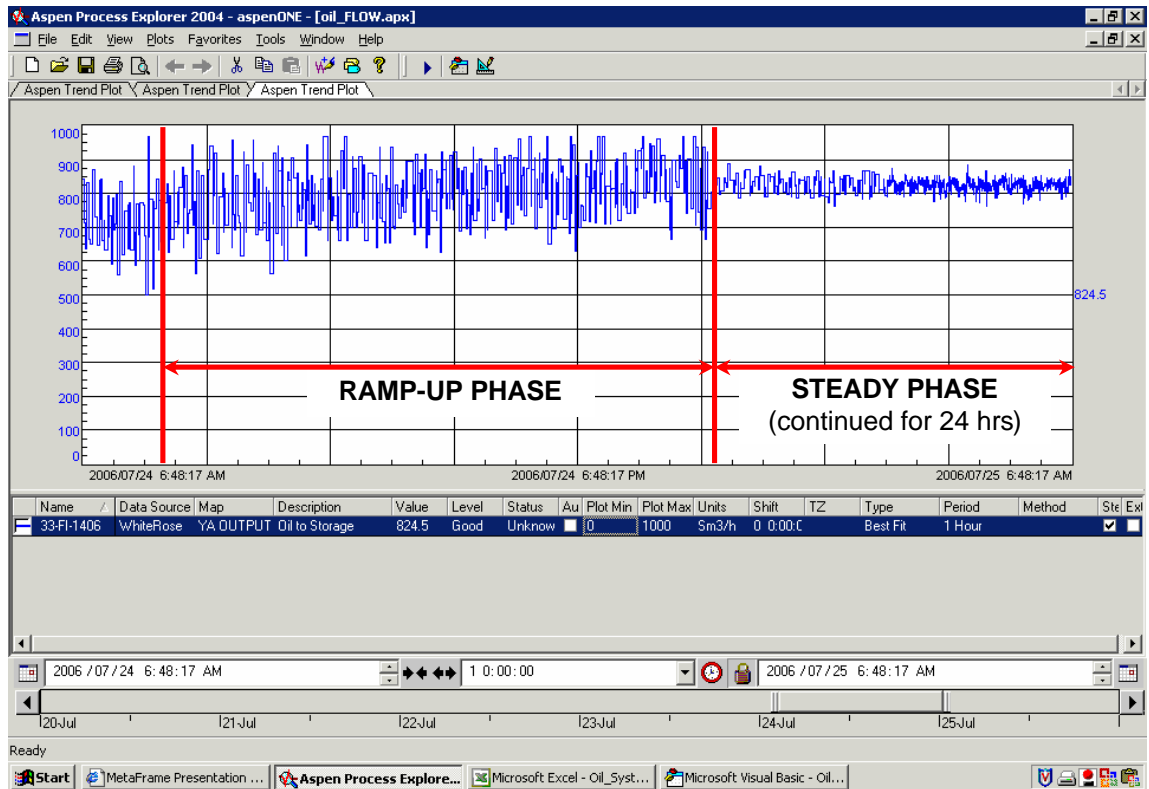 Aspen Process Explorer 2004 - aspenONE - [oil_FLOW.apx]
File Edit View Plots Favorites Tools Window Help
Aspen Trend Plot Aspen Trend Plot Aspen Trend Plot
1000
900
800
700
600
500
824.5
400
300
RAMP-UP PHASE
STEADY PHASE
200
(continued for 24 hrs)
100
0
2006/07/24 6:48:17 AM 2006/07/24 6:48:17 PM 2006/07/25 6:48:17 AM
Name Data Source Map Description Value Level Status Au Plot Min Plot Max Units Shift TZ Type Period Method Ste Ex
33-FI-1406 WhiteRose YA OUTPUT Oil to Storage 824.5 Good Unknow 0 1000 Sm3/h 0 0:00:0 Best Fit 1 Hour
2006/07/24 6:48:17 AM 1 0:00:00 2006/07/25 6:48:17 AM
20-Jul 21-Jul 22-Jul 23-Jul 24-Jul 25-Jul
Ready
Start MetaFrame Presentation ... Aspen Process Explore... Microsoft Excel - Oil_Syst... Microsoft Visual Basic - Oil...